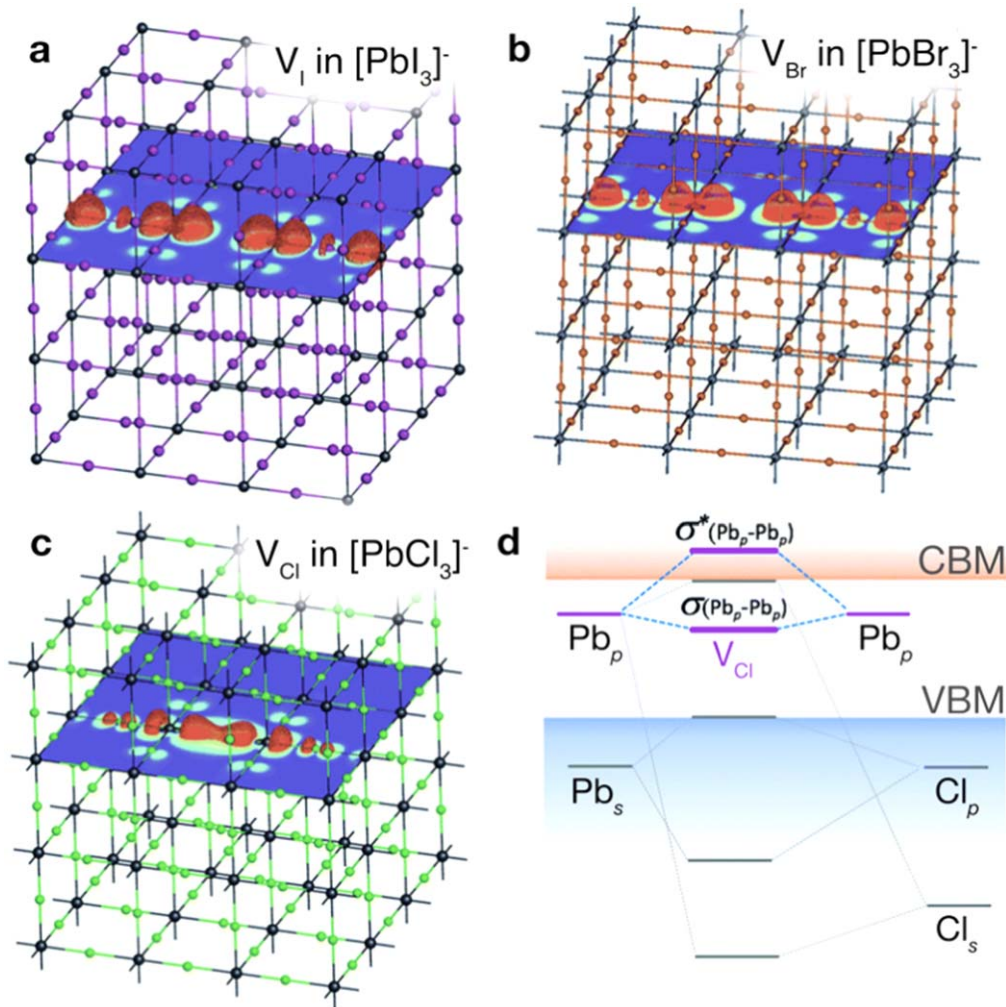 a
V_I in [PbI_3]^-
b
V_Br in [PbBr_3]^-
c
V_Cl in [PbCl_3]^-
d
σ*(Pb_p-Pb_p)
CBM
σ(Pb_p-Pb_p)
Pb_p
V_Cl
Pb_p
VBM
Pb_s
Cl_p
Cl_s